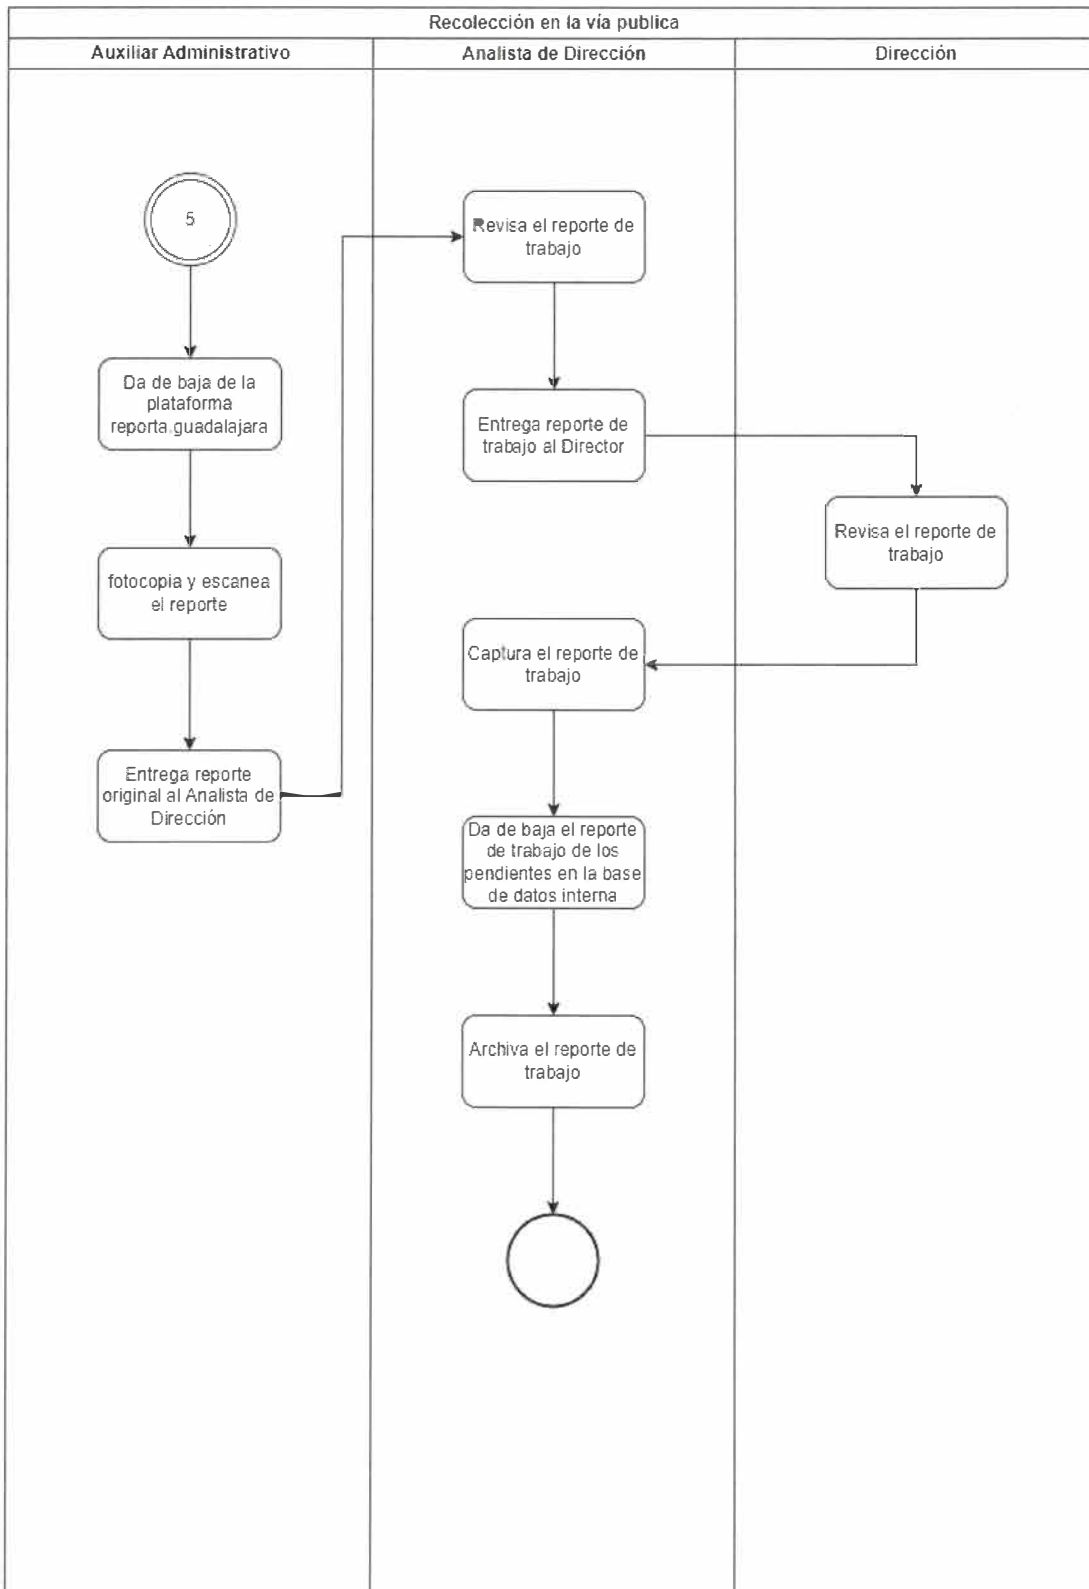 Recolección en la vía publica
Auxiliar Administrativo
Analista de Dirección
Dirección
5
Da de baja de la
plataforma
reporta.guadalajara
fotocopia y escanea
el reporte
Entrega reporte
original al Analista de
Dirección
Revisa el reporte de
trabajo
Entrega reporte de
trabajo al Director
Revisa el reporte de
trabajo
Captura el reporte de
trabajo
Da de baja el reporte
de trabajo de los
pendientes en la base
de datos interna
Archiva el reporte de
trabajo